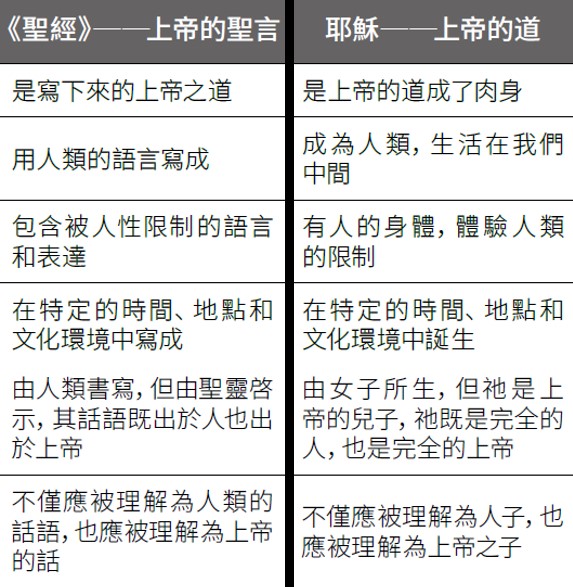 《聖經》——上帝的聖言
耶穌——上帝的道
是寫下來的上帝之道
是上帝的道成了肉身
用人類的語言寫成
成為人類，生活在我們
中間
包含被人性限制的語言
和表達
有人的身體，體驗人類
的限制
在特定的時間、地點和
文化環境中寫成
在特定的時間、地點和
文化環境中誕生
由人類書寫，但由聖靈啓
示，其話語既出於人也出
於上帝
由女子所生，但祂是上
帝的兒子，祂既是完全的
人，也是完全的上帝
不僅應被理解為人類的
話語，也應被理解為上帝
的話
不僅應被理解為人子，也
應被理解為上帝之子